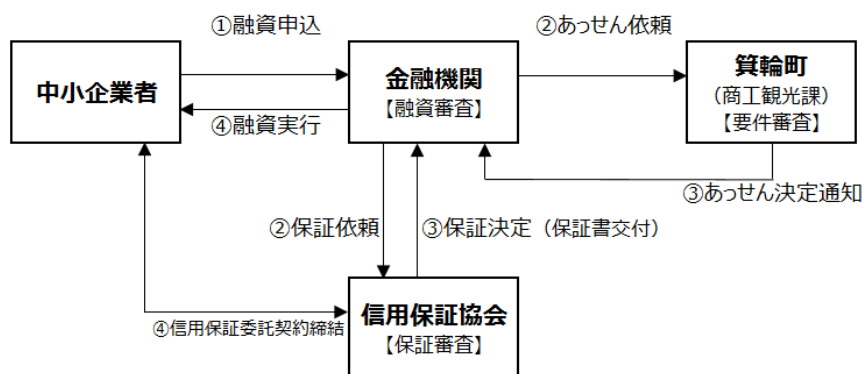 ①融資申込
②あっせん依頼
中小企業者
金融機関
【融資審査】
箕輪町
（商工観光課）
【要件審査】
④融資実行
③あっせん決定通知
②保証依頼
③保証決定（保証書交付）
④信用保証委託契約締結
信用保証協会
【保証審査】